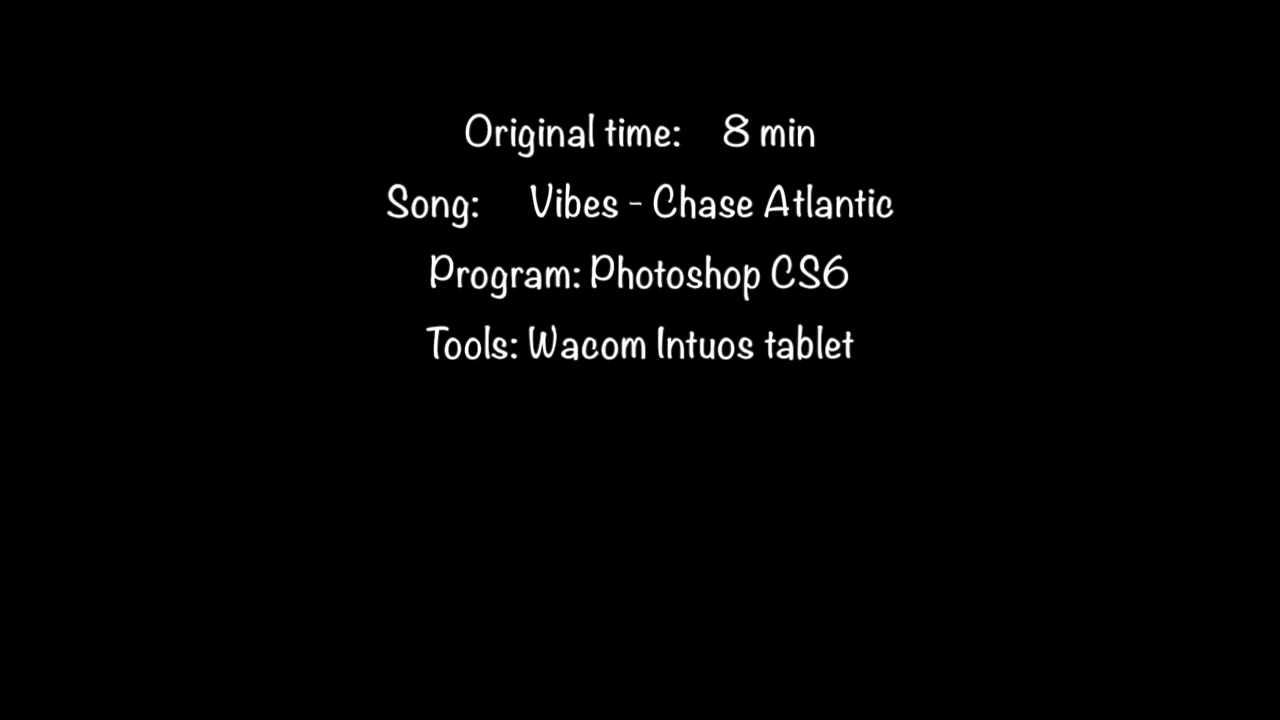 Original time: 8 min
Song: Vibes - Chase Atlantic
Program: Photoshop CS6
Tools: Wacom Intuos tablet